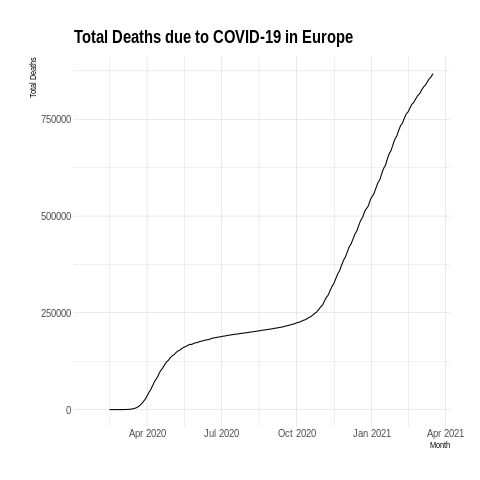 Total Deaths due to COVID-19 in Europe
Total Deaths
750000
500000
250000
0
Apr 2020 Jul 2020 Oct 2020 Jan 2021 Apr 2021
Month